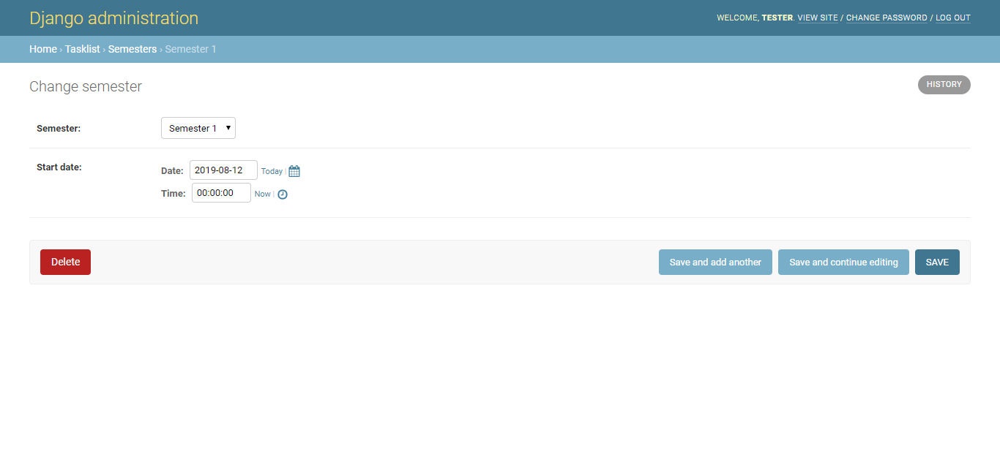 Django administration
WELCOME, TESTER. VIEW SITE / CHANGE PASSWORD / LOG OUT
Home › Tasklist › Semesters › Semester 1
Change semester
HISTORY
Semester: Semester 1
Start date:
Date: 2019-08-12 Today |
Time: 00:00:00 Now |
Delete Save and add another Save and continue editing SAVE